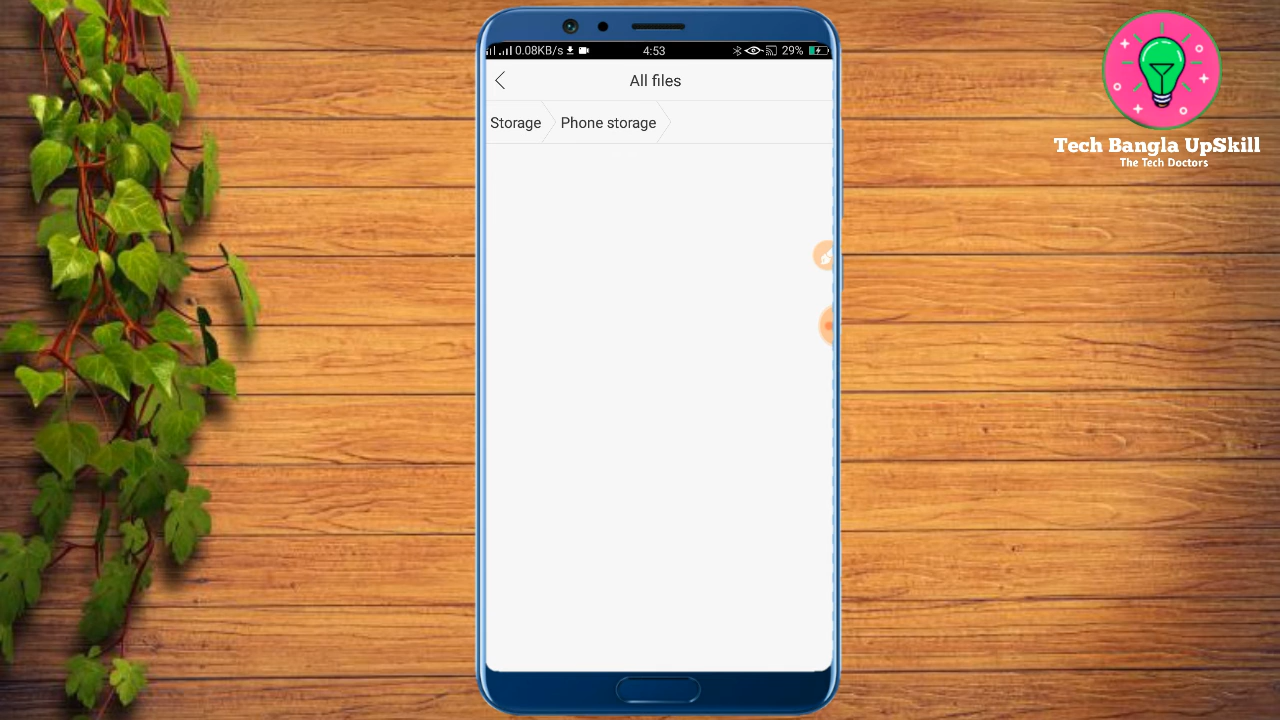 0.08KB/s
4:53
29%
All files
Storage
Phone storage
Tech Bangla UpSkill
The Tech Doctors